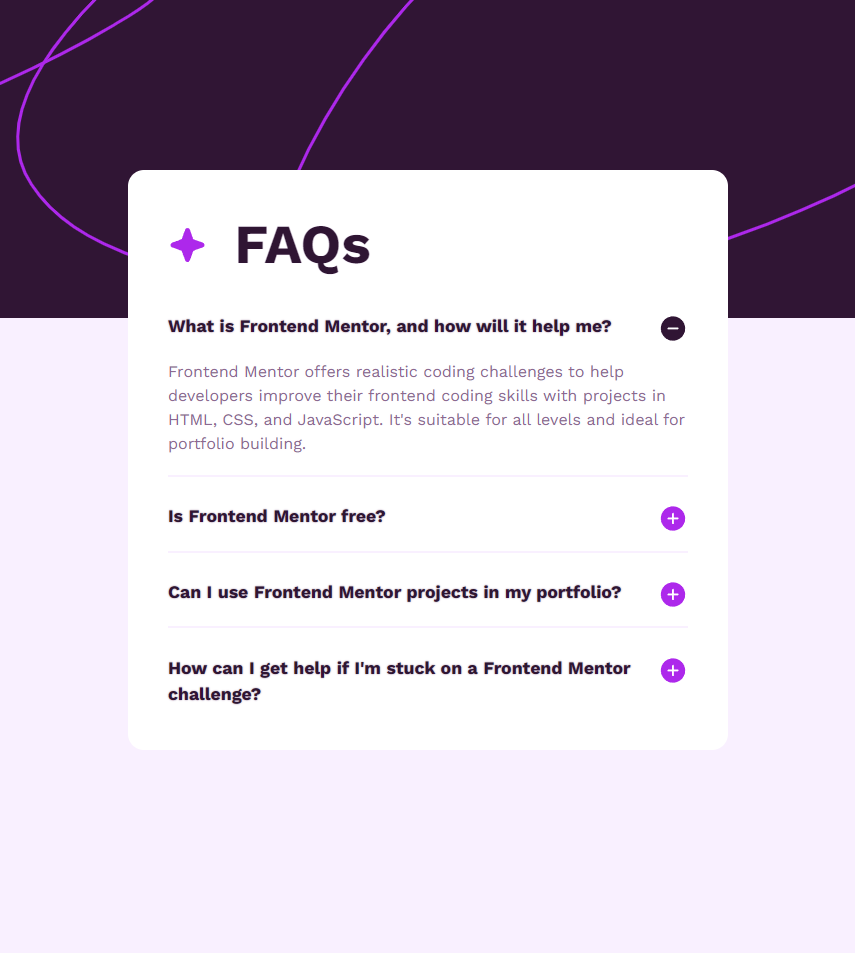 FAQs
What is Frontend Mentor, and how will it help me?
Frontend Mentor offers realistic coding challenges to help
developers improve their frontend coding skills with projects in
HTML, CSS, and JavaScript. It's suitable for all levels and ideal for
portfolio building.
Is Frontend Mentor free?
Can I use Frontend Mentor projects in my portfolio?
How can I get help if I'm stuck on a Frontend Mentor
challenge?